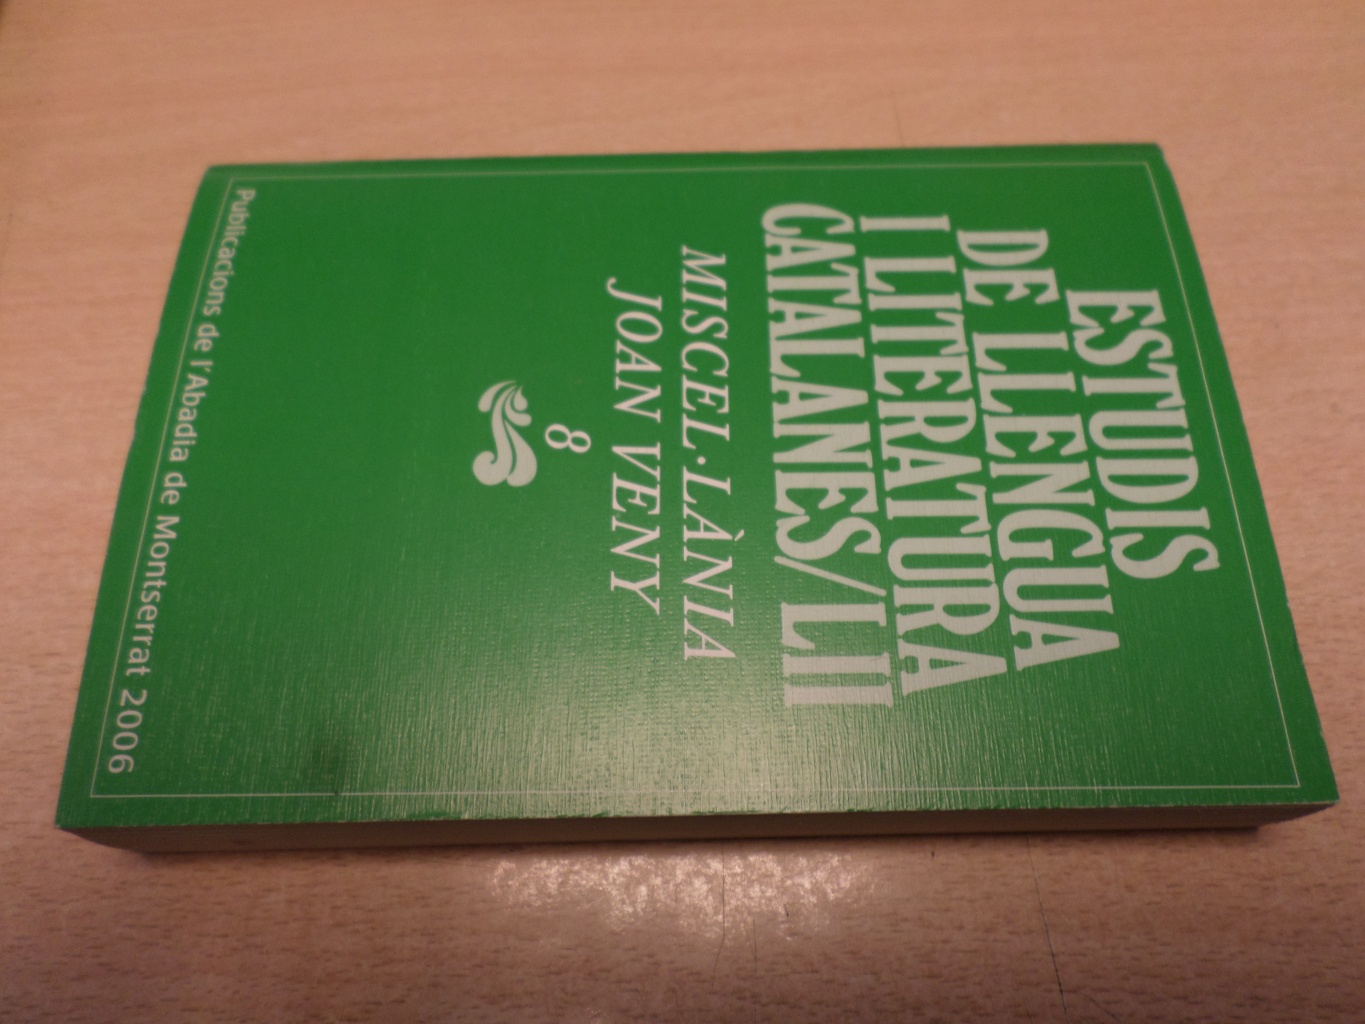 ESTUDIS
DE LLENGUA
I LITERATURA
CATALANES/LII
MISCEL·LÀNIA
JOAN VENY
8
Publicacions de l'Abadia de Montserrat 2006